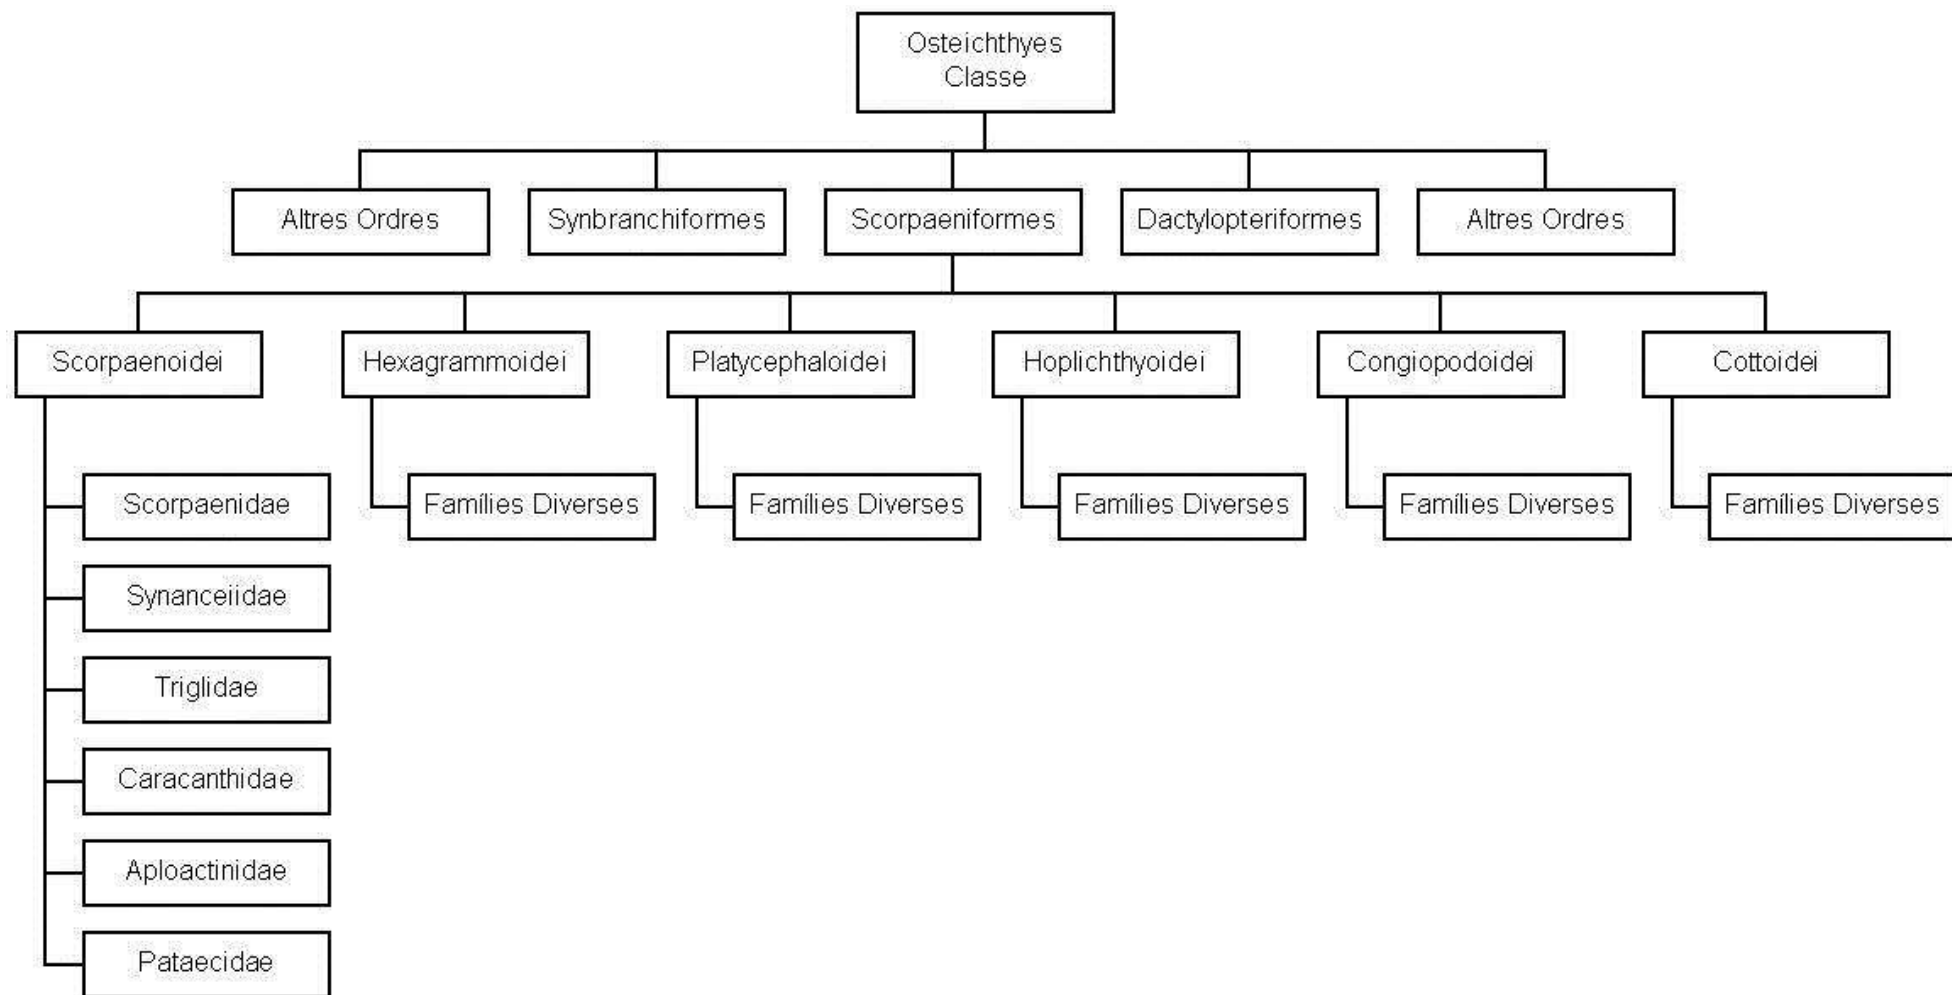 Osteichthyes
Classe
Altres Ordres
Synbranchiformes
Scorpaeniformes
Dactylopteriformes
Altres Ordres
Scorpaenoidei
Hexagrammoidei
Platycephaloidei
Hoplichthyoidei
Congiopodoidei
Cottoidei
Scorpaenidae
Famílies Diverses
Famílies Diverses
Famílies Diverses
Famílies Diverses
Famílies Diverses
Synanceiidae
Triglidae
Caracanthidae
Aploactinidae
Pataecidae